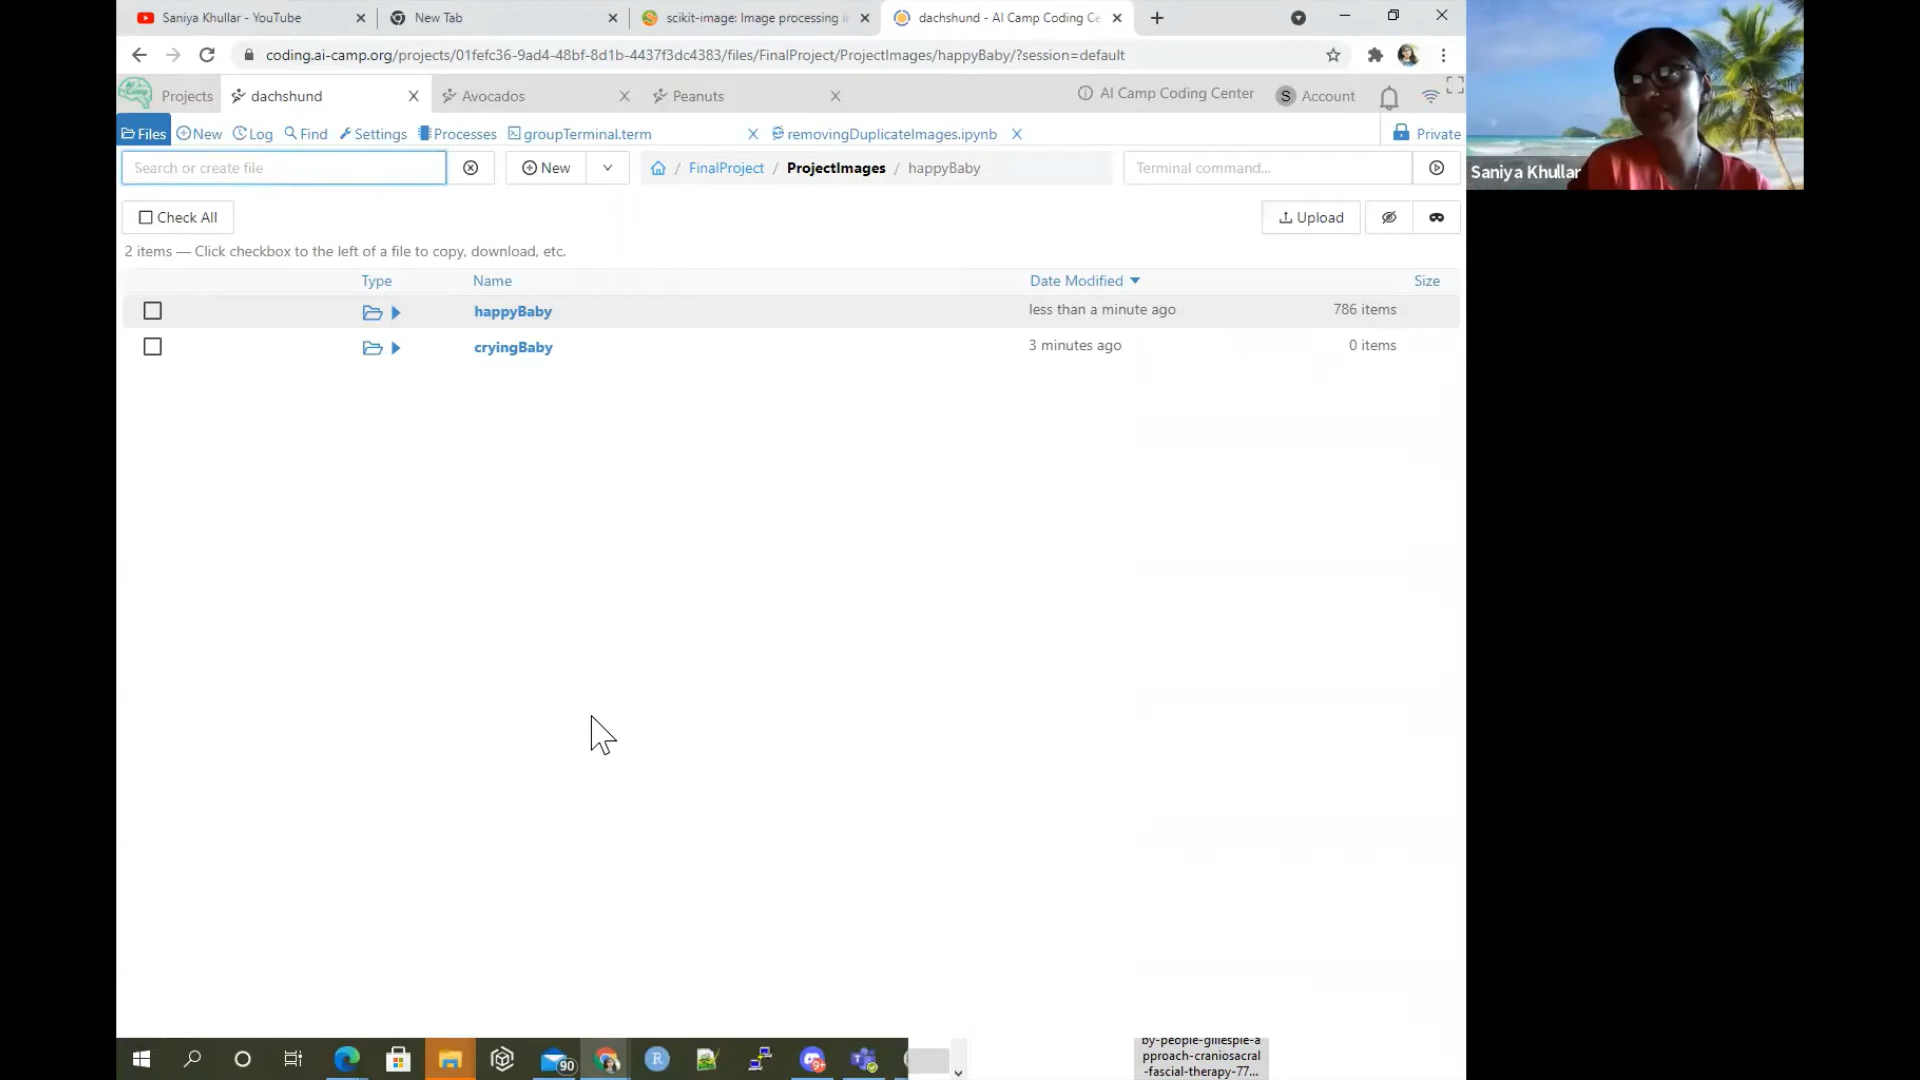 Saniya Khullar - YouTube
New Tab
scikit-image: Image processing i
dachshund - AI Camp Coding Ce
coding.ai-camp.org/projects/01fefc36-9ad4-48bf-8d1b-4437f3dc4383/files/FinalProject/ProjectImages/happyBaby/?session=default
Projects
dachshund
Avocados
Peanuts
AI Camp Coding Center
S Account
Files
New
Log
Find
Settings
Processes
groupTerminal.term
removingDuplicateImages.ipynb
Private
Search or create file
New
/ FinalProject / ProjectImages / happyBaby
Terminal command...
Saniya Khullar
Check All
Upload
2 items — Click checkbox to the left of a file to copy, download, etc.
Type Name Date Modified Size
happyBaby less than a minute ago 786 items
cryingBaby 3 minutes ago 0 items
90
R
9+
by-people-gillespie-a
pproach-craniosacral
-fascial-therapy-77...